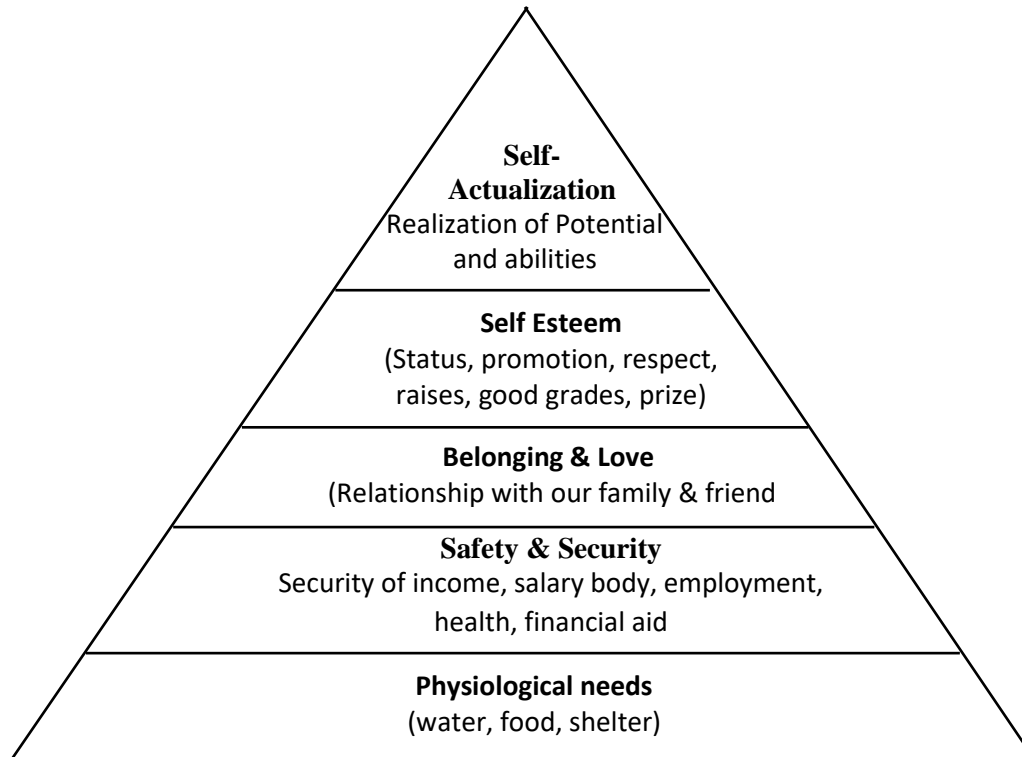 Self-
Actualization
Realization of Potential
and abilities
Self Esteem
(Status, promotion, respect,
raises, good grades, prize)
Belonging & Love
(Relationship with our family & friend
Safety & Security
Security of income, salary body, employment,
health, financial aid
Physiological needs
(water, food, shelter)